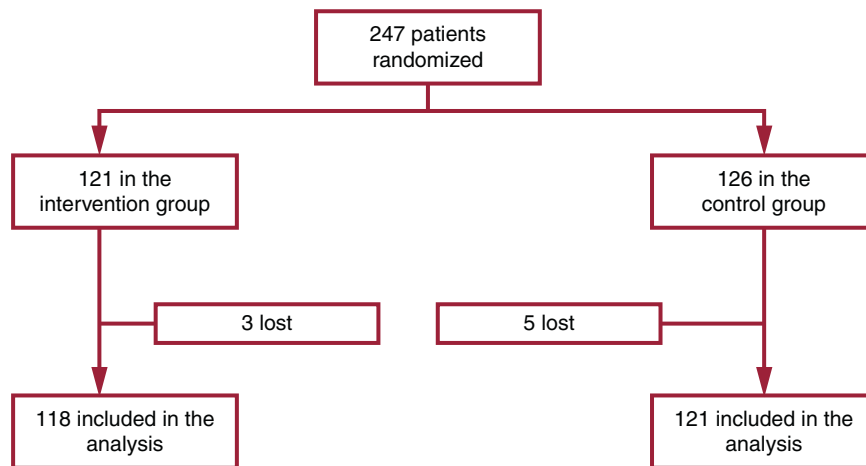 247 patients
randomized
121 in the
intervention group
126 in the
control group
3 lost
5 lost
118 included in the
analysis
121 included in the
analysis